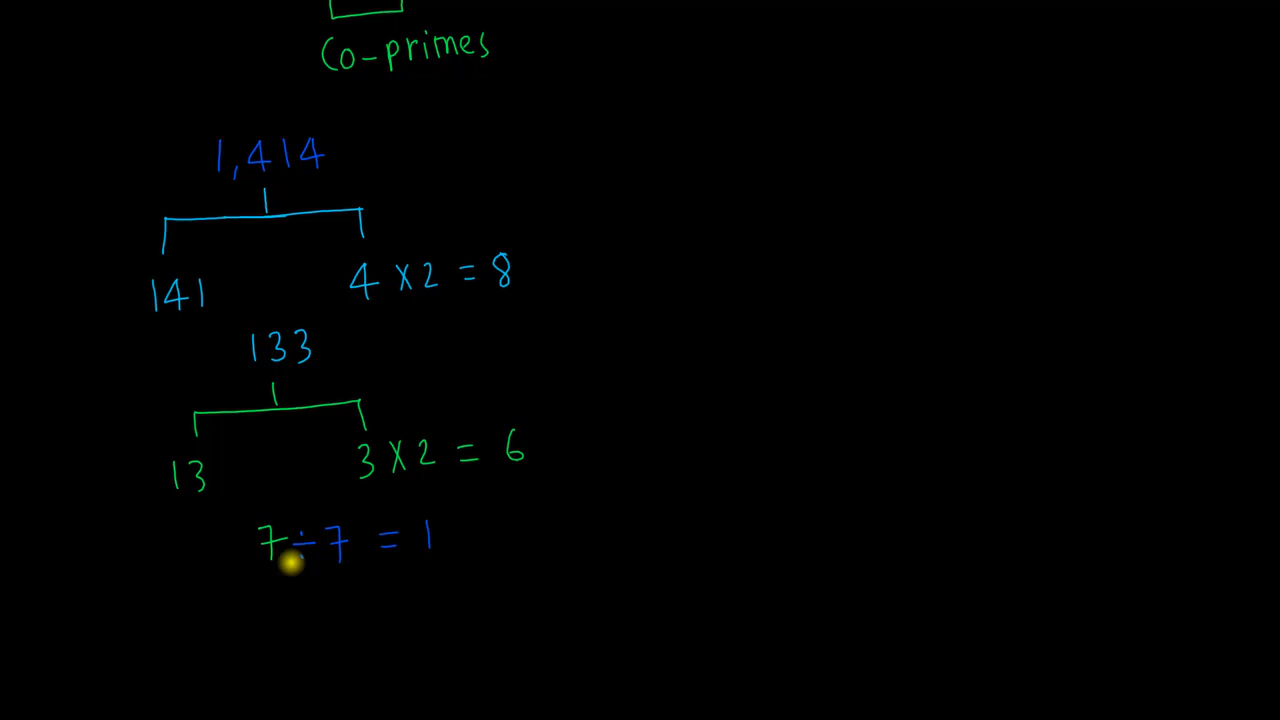 Co-primes
1,414
141 4 x 2 = 8
133
13 3 x 2 = 6
7 ÷ 7 = 1